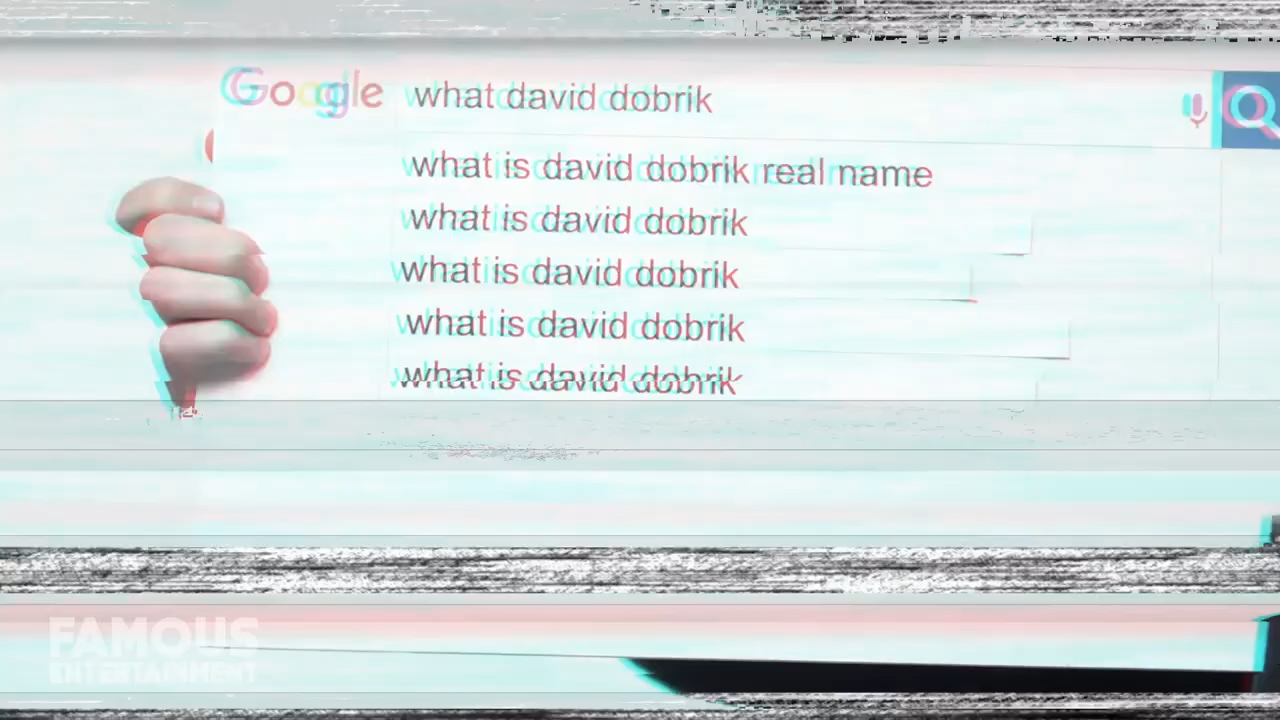 Google what david dobrik
what is david dobrik real name
what is david dobrik
what is david dobrik
what is david dobrik
what is david dobrik
FAMOUS
ENTERTAINMENT